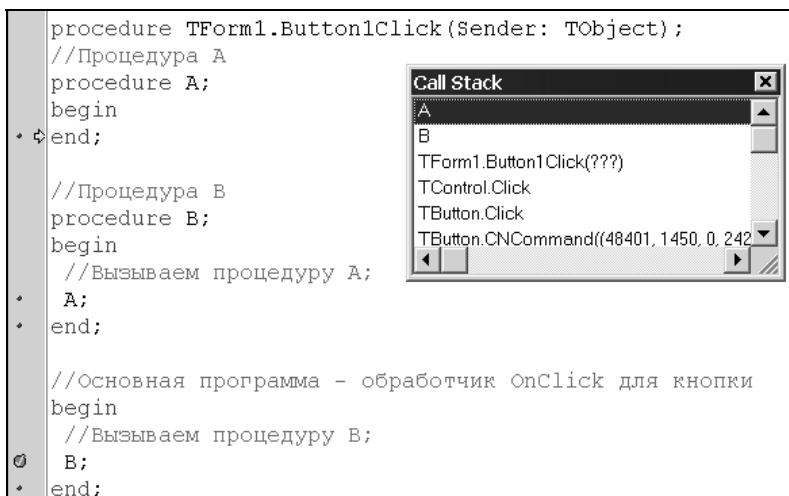 procedure TForm1.Button1Click(Sender: TObject);
//Процедура A
procedure A;
begin
end;
//Процедура B
procedure B;
begin
//Вызываем процедуру A;
A;
end;
//Основная программа - обработчик OnClick для кнопки
begin
//Вызываем процедуру B;
B;
end;
Call Stack
A
B
TForm1.Button1Click(???)
TControl.Click
TButton.Click
TButton.CNCommand((48401, 1450, 0, 242